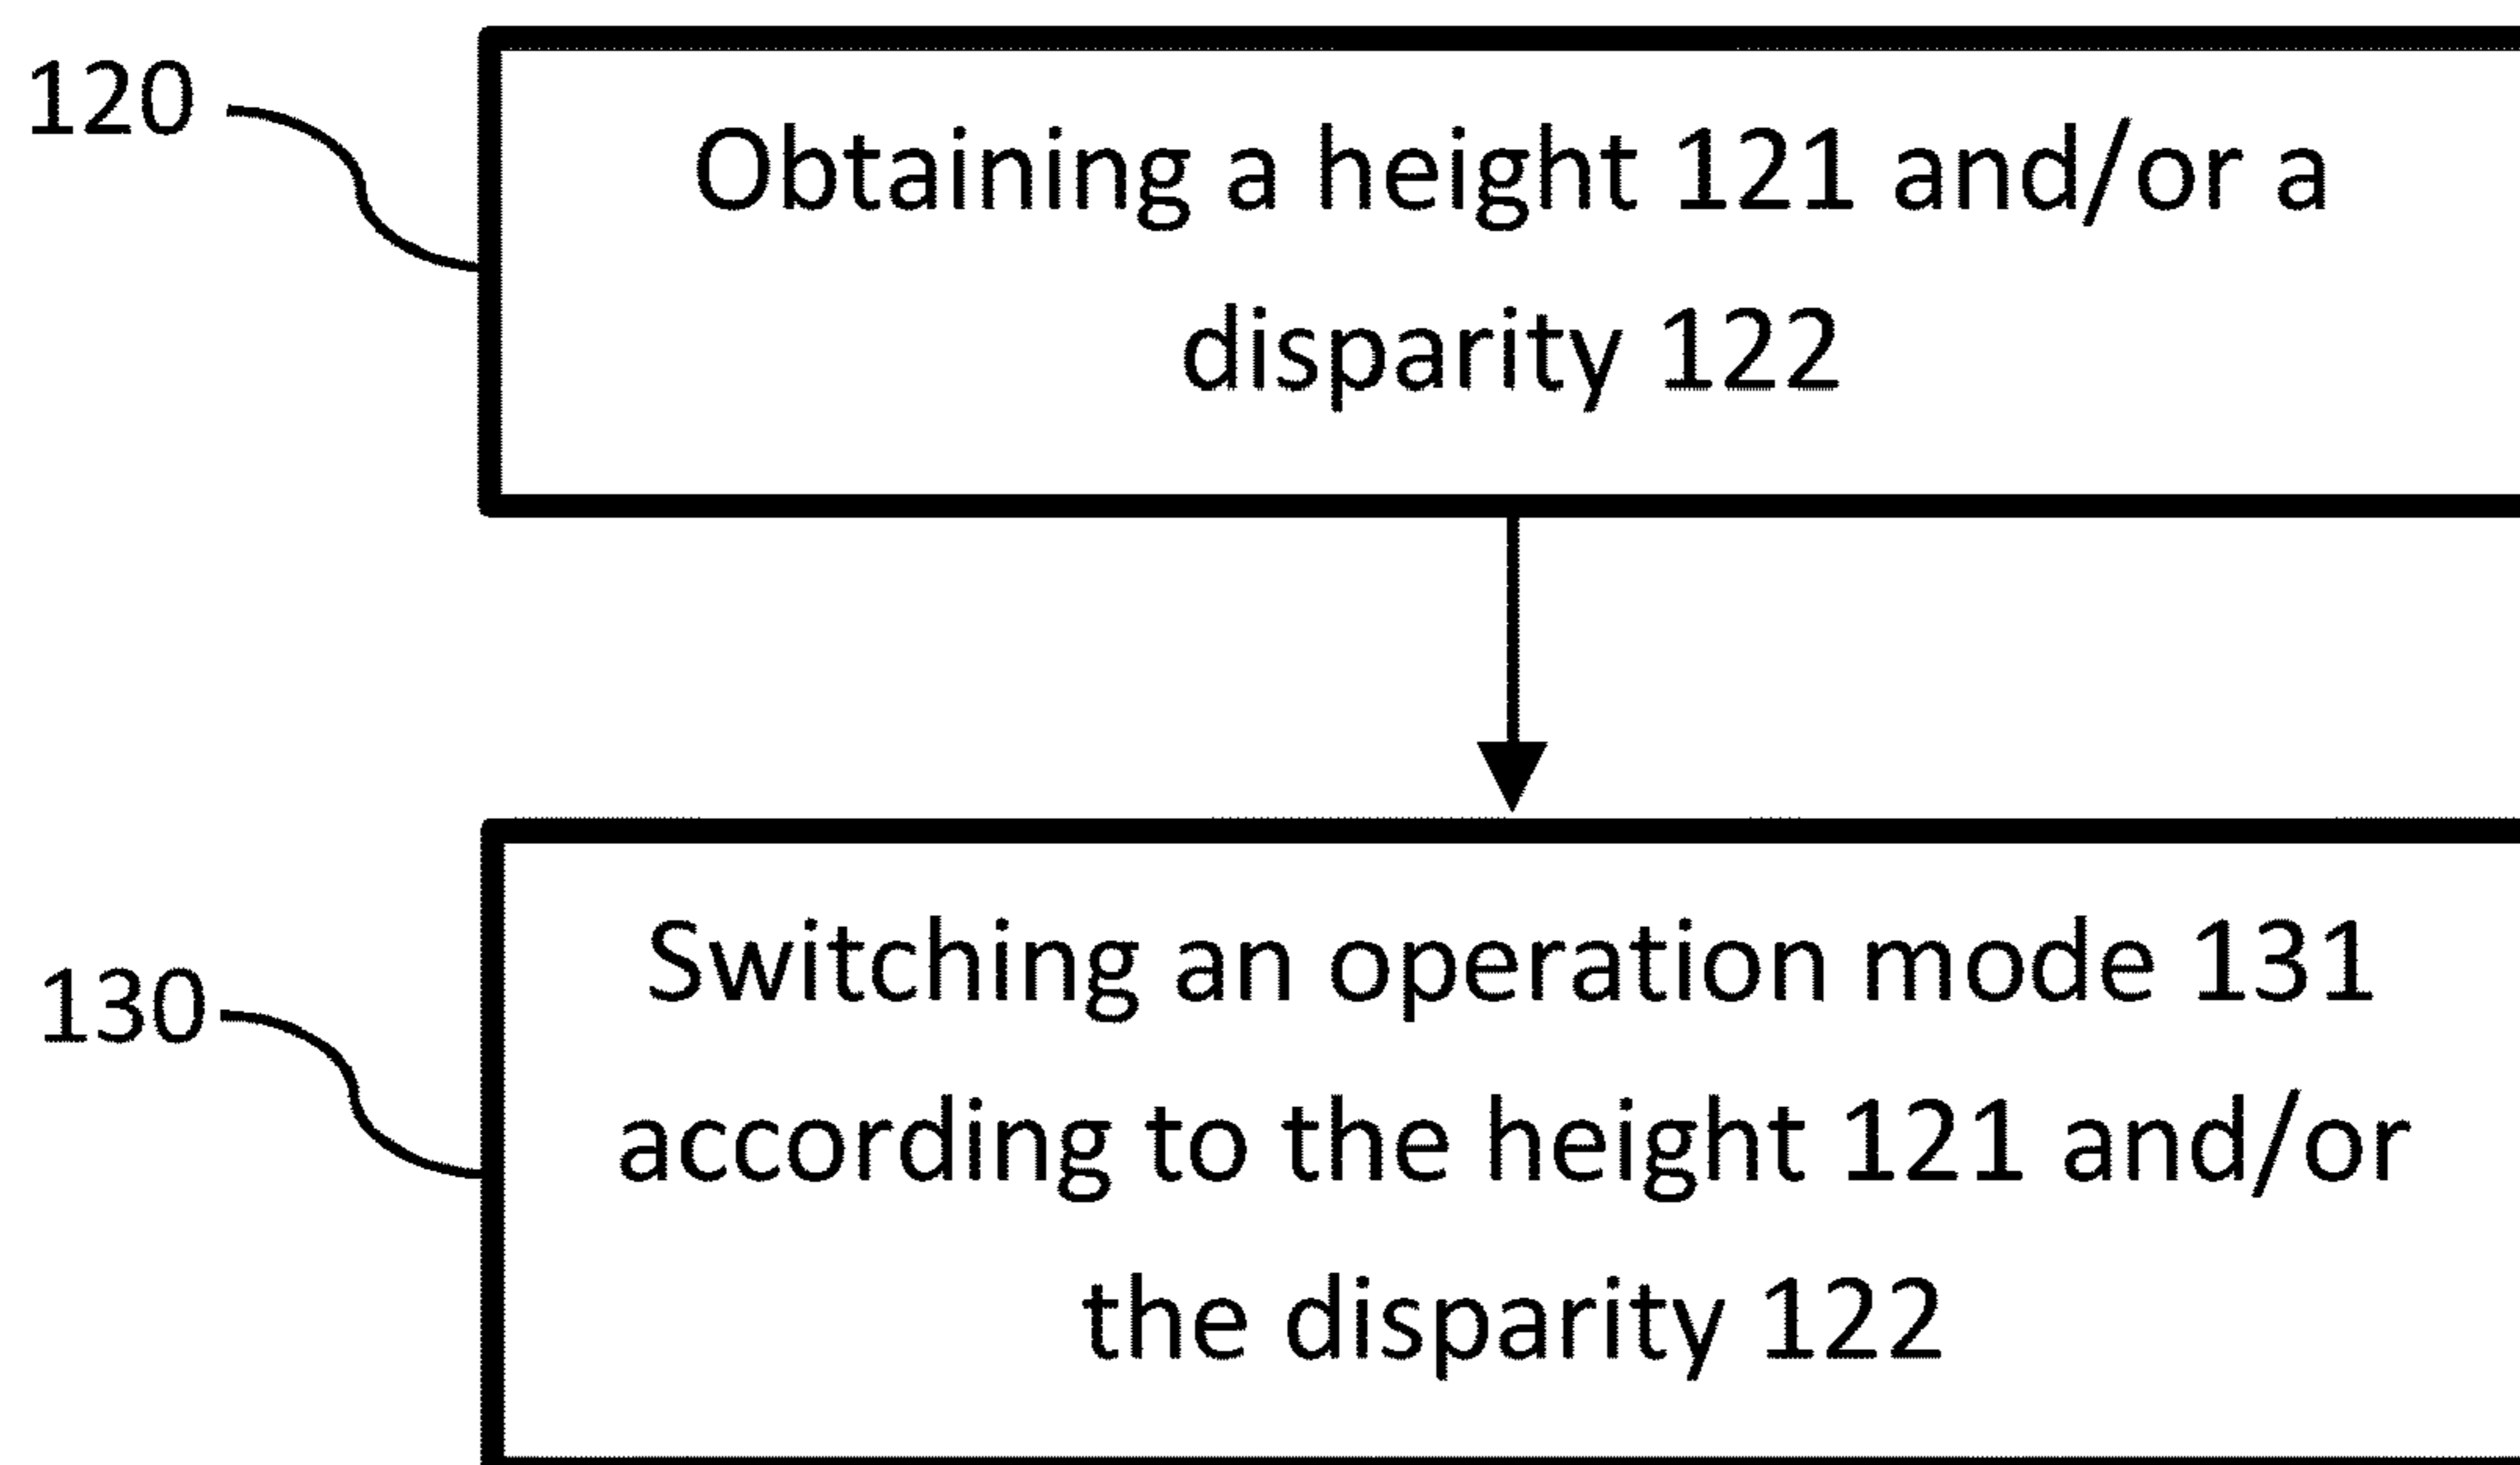 120
Obtaining a height 121 and/or a
disparity 122
130
Switching an operation mode 131
according to the height 121 and/or
the disparity 122